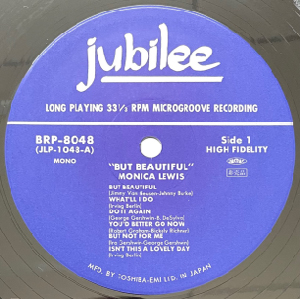 jubilee
LONG PLAYING 33⅓ RPM MICROGROOVE RECORDING
BRP-8048
(JLP-1043-A)
MONO
Side 1
HIGH FIDELITY
"BUT BEAUTIFUL"
MONICA LEWIS
BUT BEAUTIFUL
(Jimmy Van Heusen-Johnny Burke)
WHAT'LL I DO
(Irving Berlin)
DO IT AGAIN
(George Gershwin-B. DeSylva)
YOU'D BETTER GO NOW
(Robert Graham-Bickely Richner)
BUT NOT FOR ME
(Ira Gershwin-George Gershwin)
ISN'T THIS A LOVELY DAY
(Irving Berlin)
MFD. BY TOSHIBA-EMI LTD. IN JAPAN